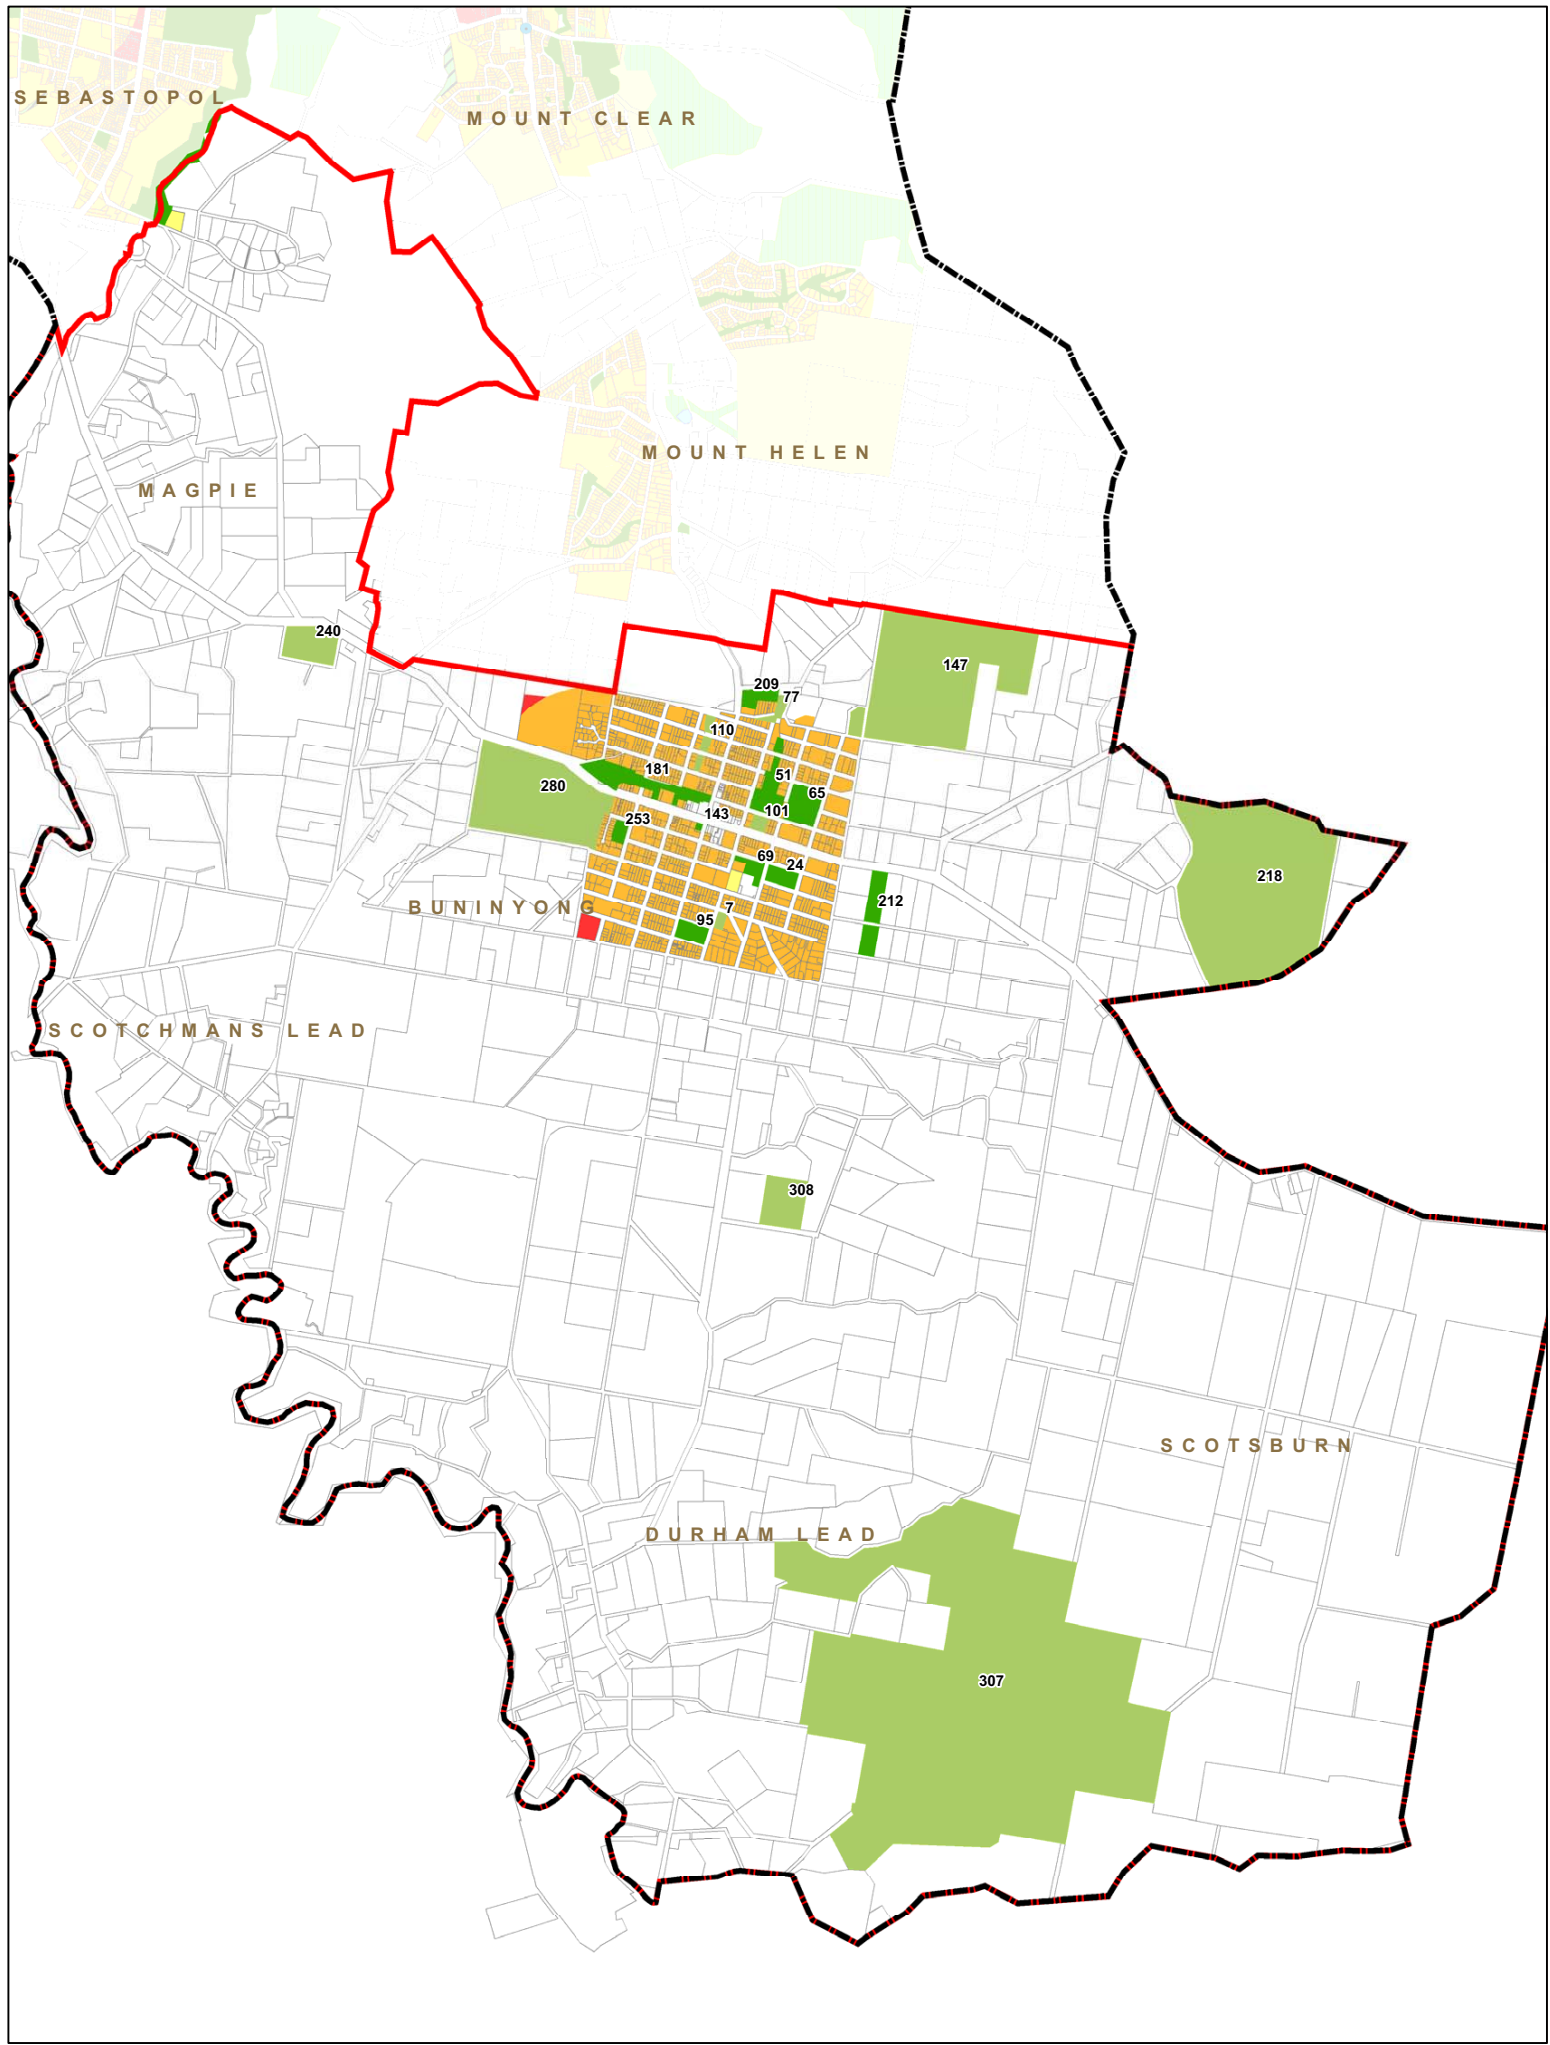 SEBASTOPOL
MOUNT CLEAR
MOUNT HELEN
MAGPIE
240
147
209
77
110
181
51
280
65
101
143
253
69
24
218
212
BUNINYONG
7
95
SCOTCHMANS LEAD
308
SCOTSBURN
DURHAM LEAD
307